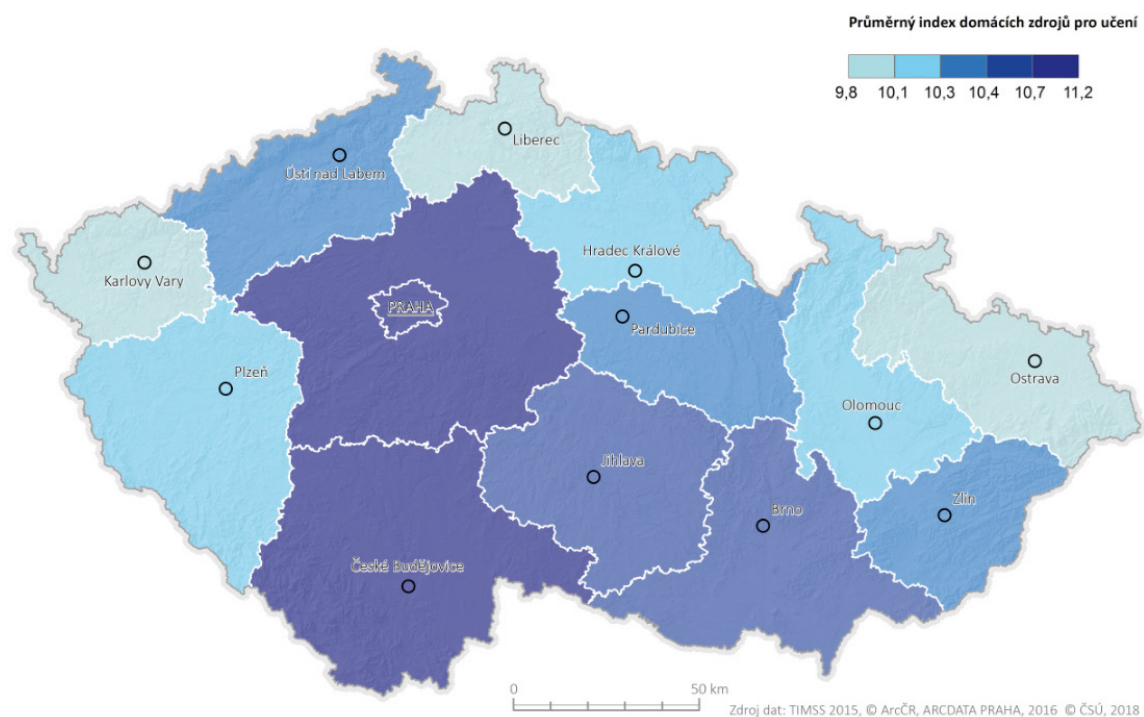 Průměrný index domácích zdrojů pro učení
9,8 10,1 10,3 10,4 10,7 11,2
Liberec
Ústí nad Labem
Hradec Králové
Karlovy Vary
PRAHA
Pardubice
Plzeň
Ostrava
Olomouc
Jihlava
Zlín
Brno
České Budějovice
0 50 km
Zdroj dat: TIMSS 2015, © ArcČR, ARCDATA PRAHA, 2016 © ČSÚ, 2018